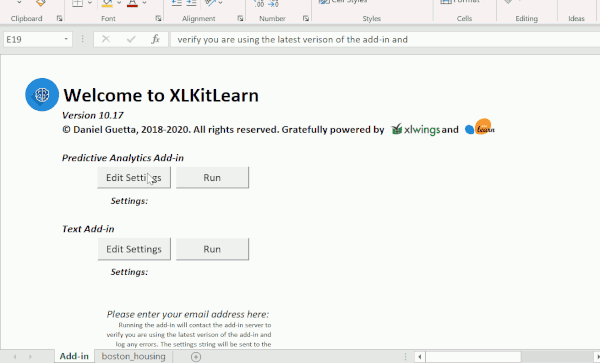 Cell Styles
Format
Clipboard
Font
Alignment
Number
Styles
Cells
Editing
Ideas
E19
fx
verify you are using the latest verison of the add-in and
Welcome to XLKitLearn
Version 10.17
© Daniel Guetta, 2018-2020. All rights reserved. Gratefully powered by xlwings and learn
Predictive Analytics Add-in
Edit Settings
Run
Settings:
Text Add-in
Edit Settings
Run
Settings:
Please enter your email address here:
Running the add-in will contact the add-in server to
verify you are using the latest verison of the add-in and
log any errors. The settings string will be sent to the
Add-in
boston_housing